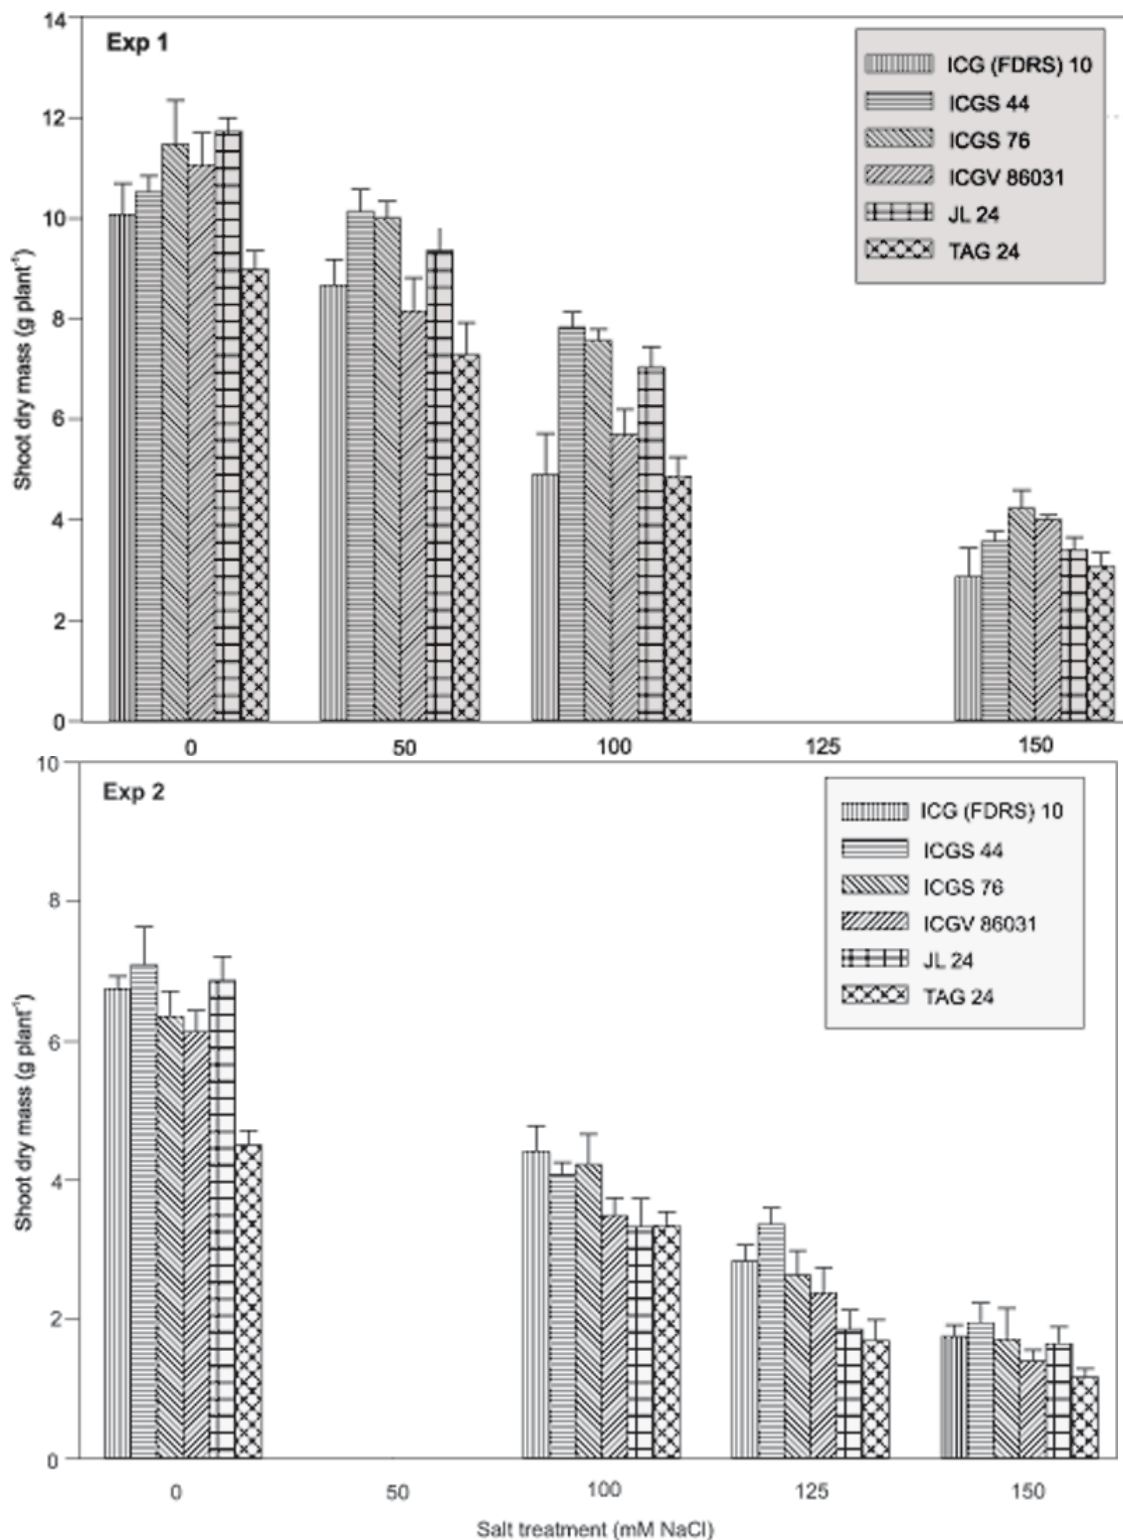 Exp 1
14
12
10
8
6
4
2
0
Shoot dry mass (g plant⁻¹)
ICG (FDRS) 10
ICGS 44
ICGS 76
ICGV 86031
JL 24
TAG 24
0 50 100 125 150
Exp 2
10
8
6
4
2
0
Shoot dry mass (g plant⁻¹)
ICG (FDRS) 10
ICGS 44
ICGS 76
ICGV 86031
JL 24
TAG 24
0 50 100 125 150
Salt treatment (mM NaCl)